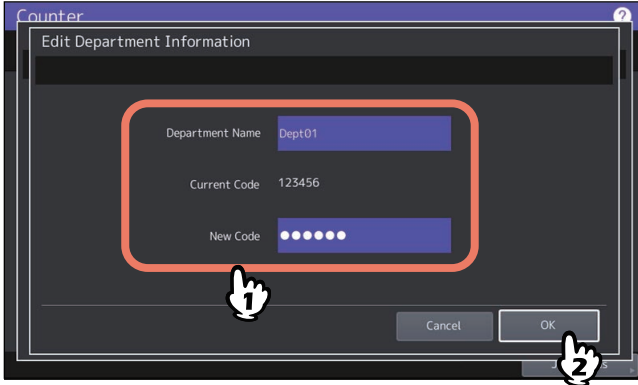 Counter ?
Edit Department Information
Department Name Dept01
Current Code 123456
New Code ●●●●●●
1
Cancel OK
2